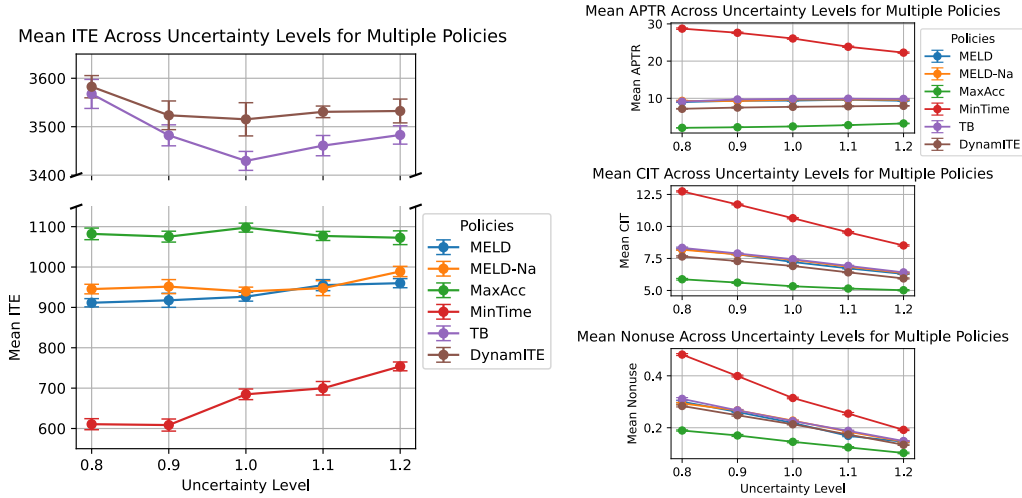 Mean ITE Across Uncertainty Levels for Multiple Policies
3600
3500
3400
1100
1000
900
800
700
600
Mean ITE
0.8 0.9 1.0 1.1 1.2
Uncertainty Level
Policies
MELD
MELD-Na
MaxAcc
MinTime
TB
DynamITE
Mean APTR Across Uncertainty Levels for Multiple Policies
30
20
10
Mean APTR
0.8 0.9 1.0 1.1 1.2
Policies
MELD
MELD-Na
MaxAcc
MinTime
TB
DynamITE
Mean CIT Across Uncertainty Levels for Multiple Policies
12.5
10.0
7.5
5.0
Mean CIT
0.8 0.9 1.0 1.1 1.2
Mean Nonuse Across Uncertainty Levels for Multiple Policies
0.4
0.2
Mean Nonuse
0.8 0.9 1.0 1.1 1.2
Uncertainty Level